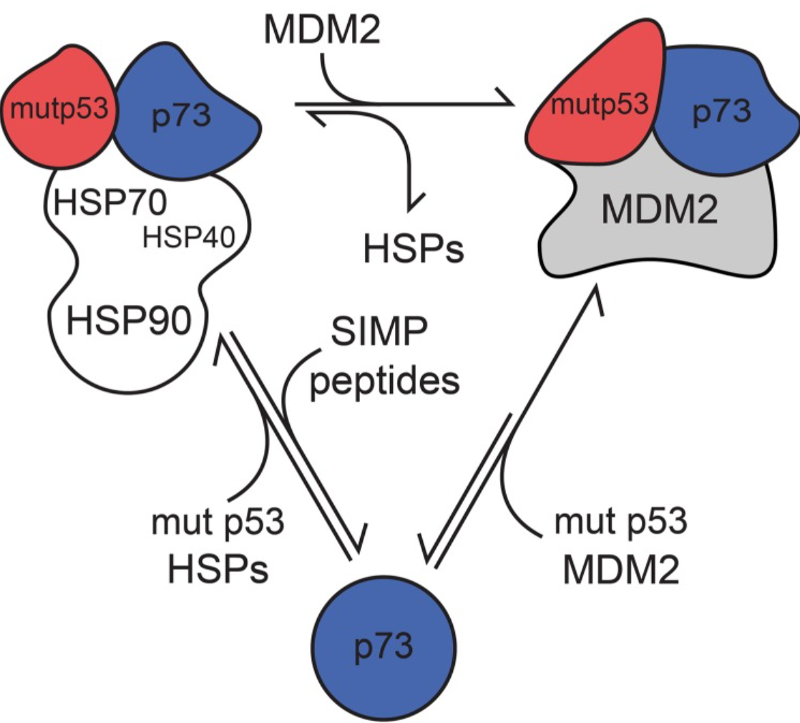 MDM2
mutp53
p73
mutp53
p73
HSP70
HSP40
MDM2
HSPs
HSP90
SIMP
peptides
mut p53
HSPs
mut p53
MDM2
p73